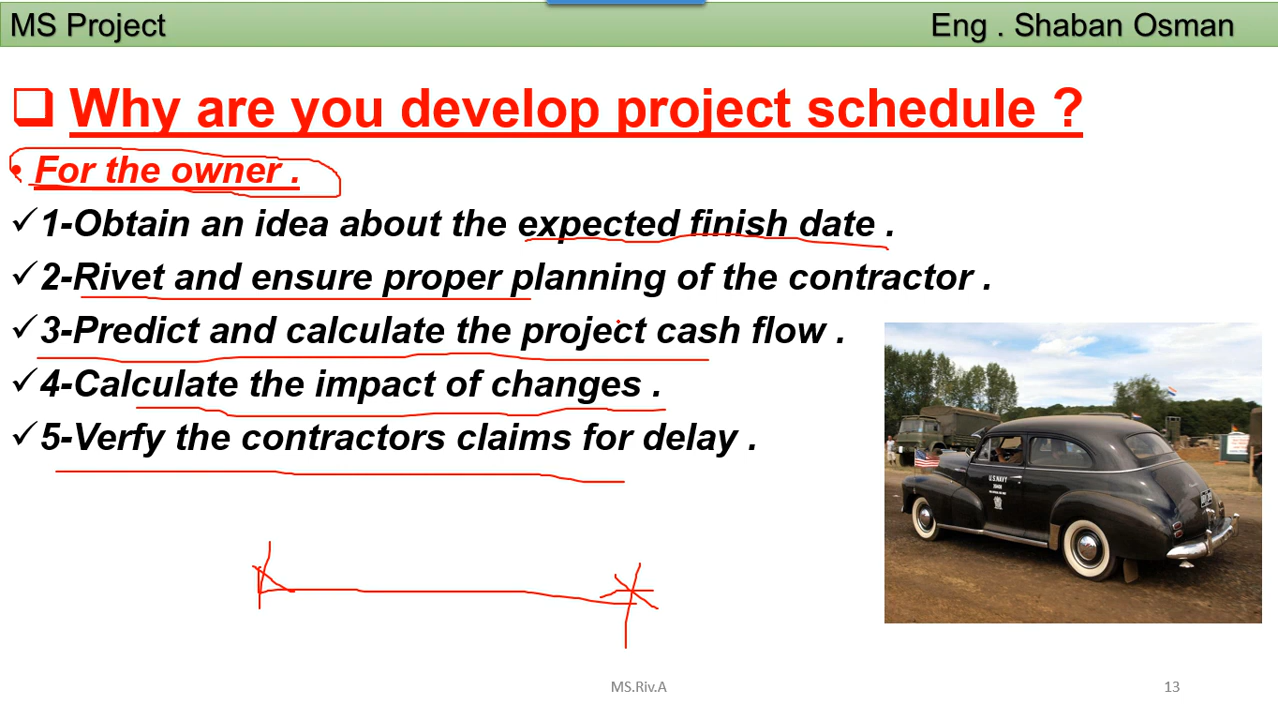 MS Project
Eng . Shaban Osman
Why are you develop project schedule ?
• For the owner .
✓1-Obtain an idea about the expected finish date .
✓2-Rivet and ensure proper planning of the contractor .
✓3-Predict and calculate the project cash flow .
✓4-Calculate the impact of changes .
✓5-Verfy the contractors claims for delay .
U.S.NAVY
MS.Riv.A
13